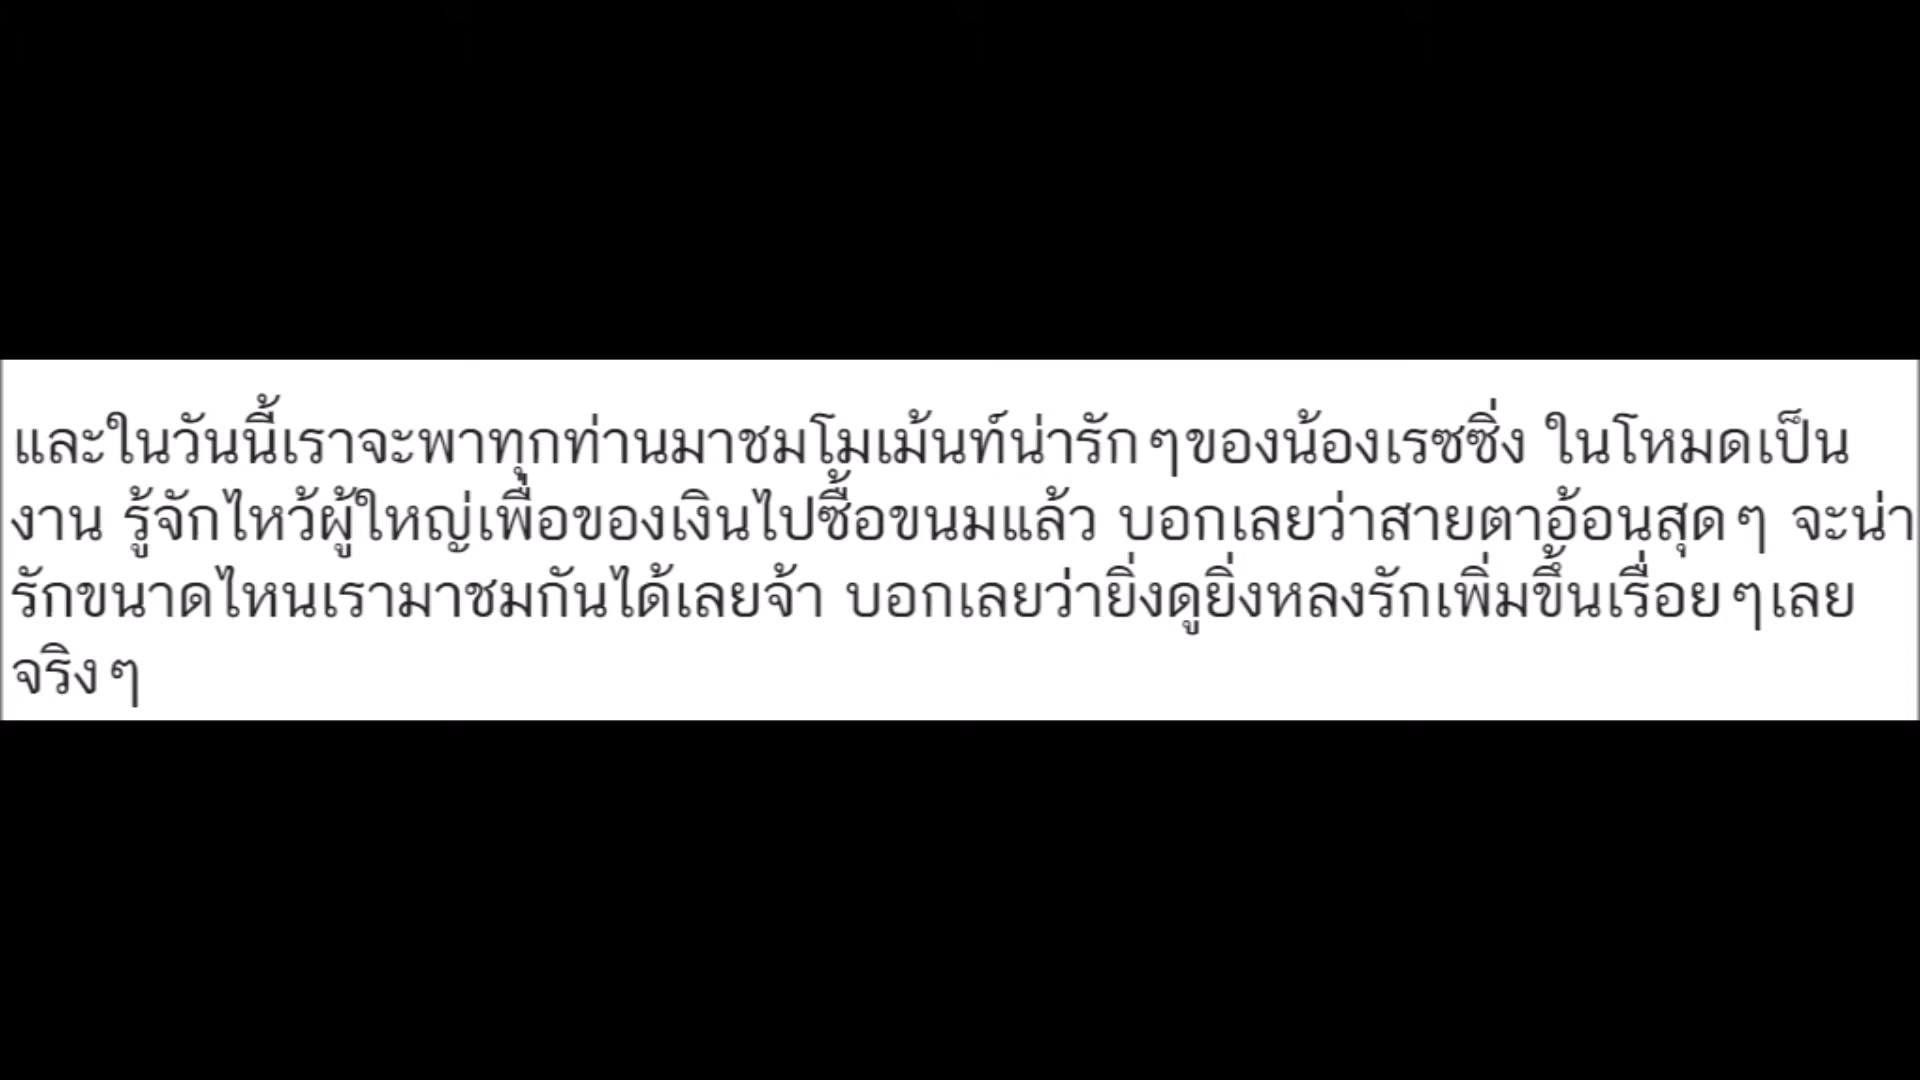 และในวันนี้เราจะพาทุกท่านมาชมโมเม้นท์น่ารักๆของน้องเรซซิ่ง ในโหมดเป็น
งาน รู้จักไหว้ผู้ใหญ่เพื่อของเงินไปซื้อขนมแล้ว บอกเลยว่าสายตาอ้อนสุดๆ จะน่า
รักขนาดไหนเรามาชมกันได้เลยจ้า บอกเลยว่ายิ่งดูยิ่งหลงรักเพิ่มขึ้นเรื่อยๆเลย
จริงๆ